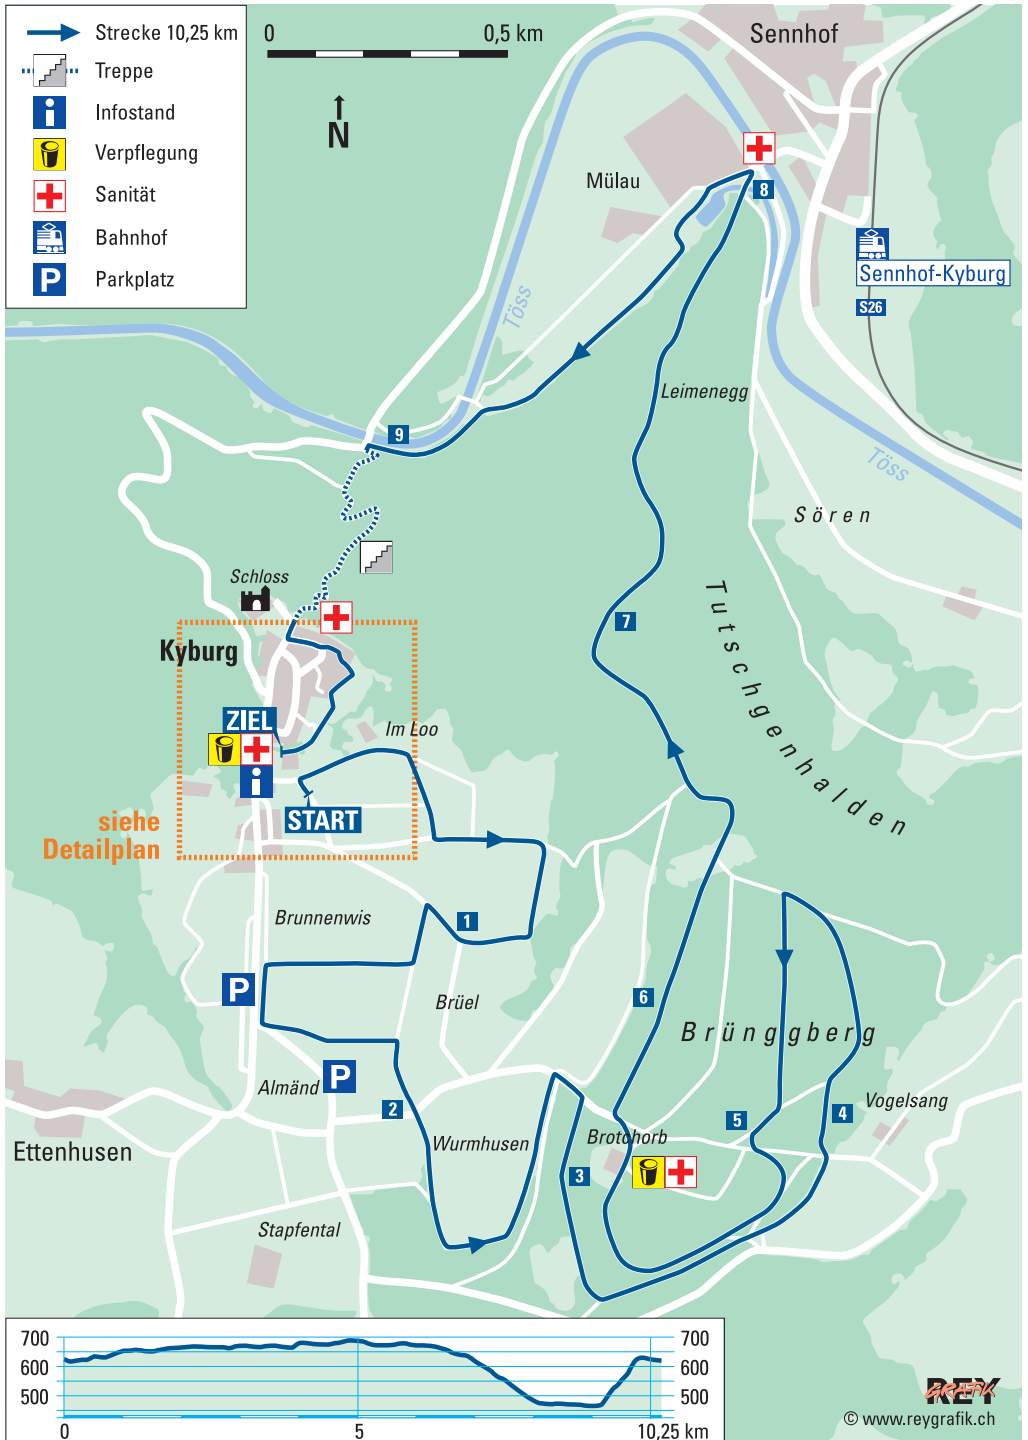 Strecke 10,25 km
Treppe
Infostand
Verpflegung
Sanität
Bahnhof
P Parkplatz
0 0,5 km
N
Sennhof
Mülau
8
Sennhof-Kyburg
S26
Töss
Leimenegg
9
Töss
Sören
Schloss
Tutschgenhalden
7
Kyburg
ZIEL
Im Loo
START
siehe
Detailplan
Brunnenwis
1
P
Brüel
6
Brünggberg
Almänd
P
2
Vogelsang
4
5
Ettenhusen
Wurmhusen
Brotchorb
3
Stapfental
700
600
500
0
5
10,25 km
700
600
500
REY
GRAFIK
© www.reygrafik.ch